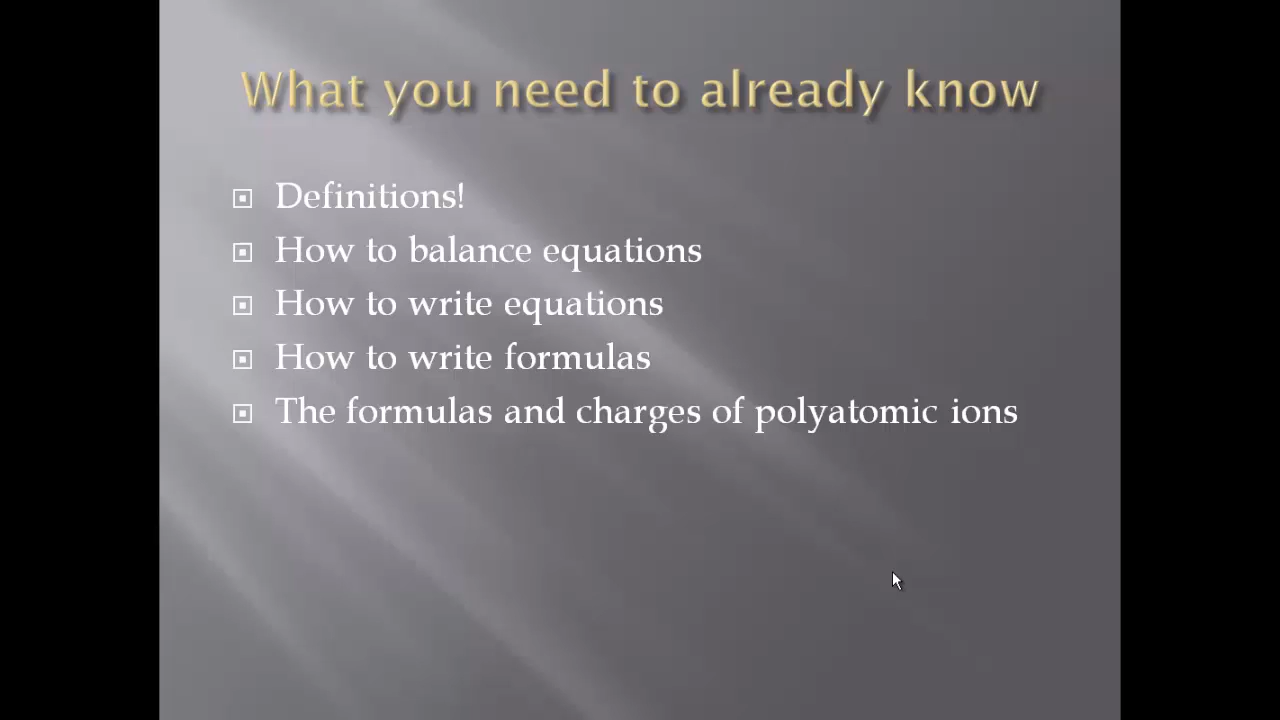 What you need to already know
Definitions!
How to balance equations
How to write equations
How to write formulas
The formulas and charges of polyatomic ions